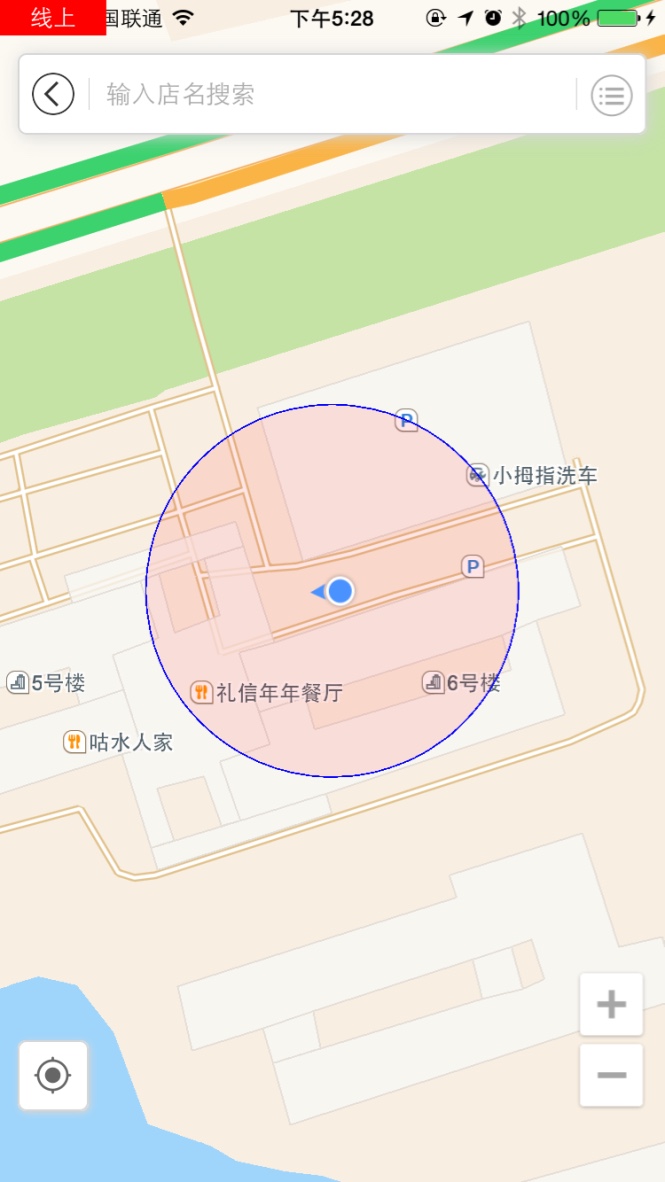 线上
国联通
下午5:28
100%
输入店名搜索
P
小拇指洗车
P
5号楼
礼信年年餐厅
6号楼
咕水人家